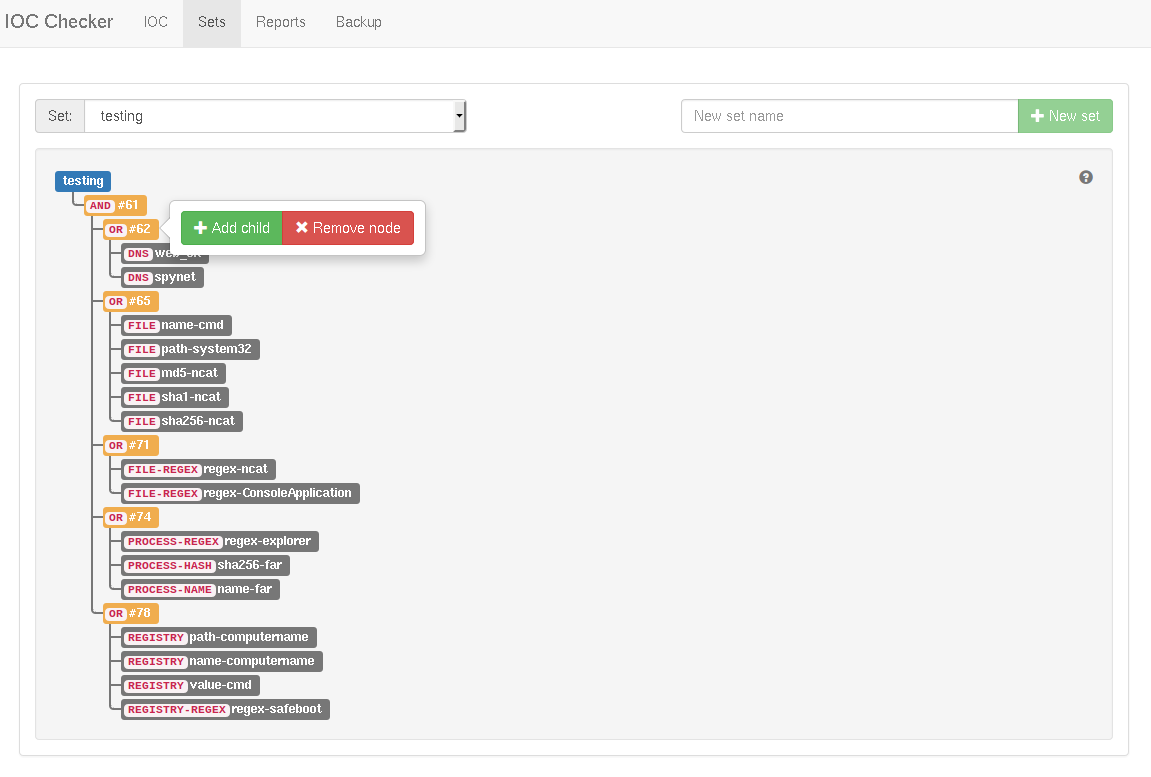 IOC Checker IOC Sets Reports Backup
Set: testing New set name New set
testing
AND #61
OR #62 Add child Remove node
DNS
DNS spynet
OR #65
FILE name-cmd
FILE path-system32
FILE md5-ncat
FILE sha1-ncat
FILE sha256-ncat
OR #71
FILE-REGEX regex-ncat
FILE-REGEX regex-ConsoleApplication
OR #74
PROCESS-REGEX regex-explorer
PROCESS-HASH sha256-far
PROCESS-NAME name-far
OR #78
REGISTRY path-computername
REGISTRY name-computername
REGISTRY value-cmd
REGISTRY-REGEX regex-safeboot